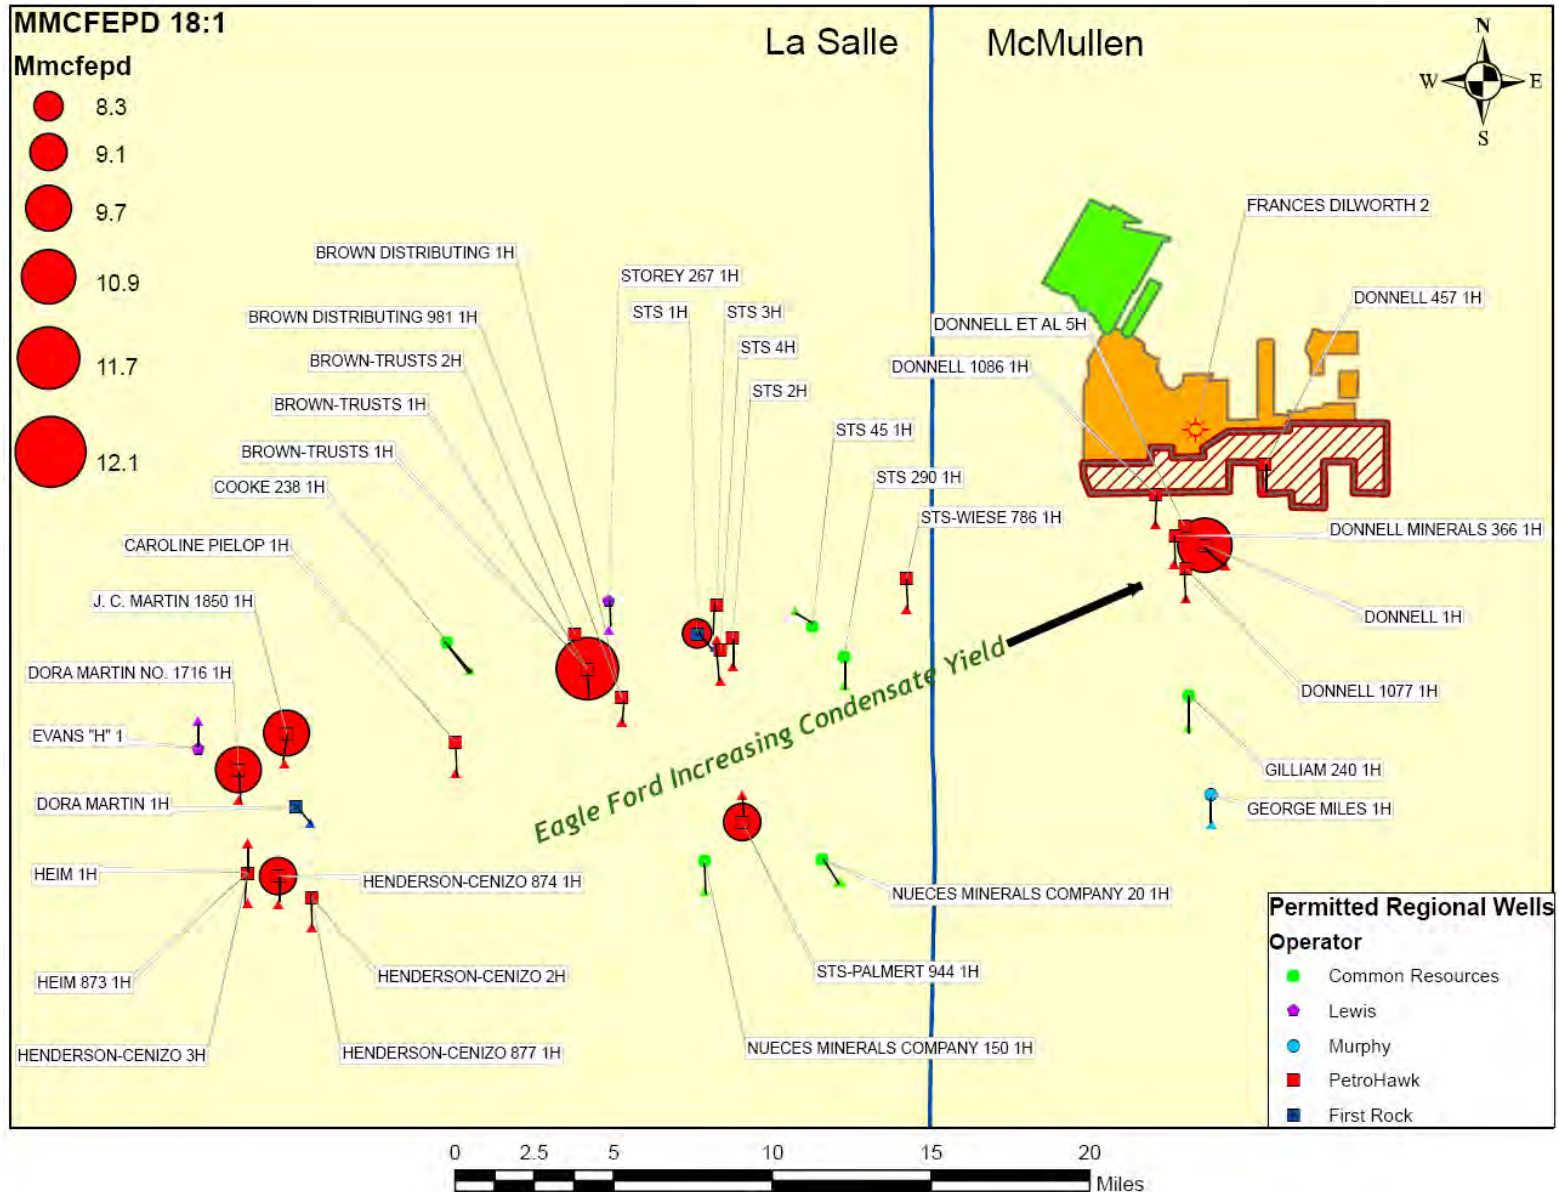 MMCFEPD 18:1
Mmcfepd
8.3
9.1
9.7
10.9
11.7
12.1
La Salle
McMullen
N
W
E
S
FRANCES DILWORTH 2
BROWN DISTRIBUTING 1H
STOREY 267 1H
DONNELL 457 1H
STS 1H
STS 3H
BROWN DISTRIBUTING 981 1H
DONNELL ET AL 5H
STS 4H
BROWN-TRUSTS 2H
DONNELL 1086 1H
STS 2H
BROWN-TRUSTS 1H
STS 45 1H
BROWN-TRUSTS 1H
STS 290 1H
COOKE 238 1H
STS-WIESE 786 1H
DONNELL MINERALS 366 1H
CAROLINE PIELOP 1H
J. C. MARTIN 1850 1H
DONNELL 1H
DORA MARTIN NO. 1716 1H
Eagle Ford Increasing Condensate Yield
DONNELL 1077 1H
EVANS "H" 1
GILLIAM 240 1H
DORA MARTIN 1H
GEORGE MILES 1H
HEIM 1H
HENDERSON-CENIZO 874 1H
NUECES MINERALS COMPANY 20 1H
HEIM 873 1H
HENDERSON-CENIZO 2H
STS-PALMERT 944 1H
HENDERSON-CENIZO 3H
HENDERSON-CENIZO 877 1H
NUECES MINERALS COMPANY 150 1H
Permitted Regional Wells
Operator
Common Resources
Lewis
Murphy
PetroHawk
First Rock
0 2.5 5 10 15 20
Miles